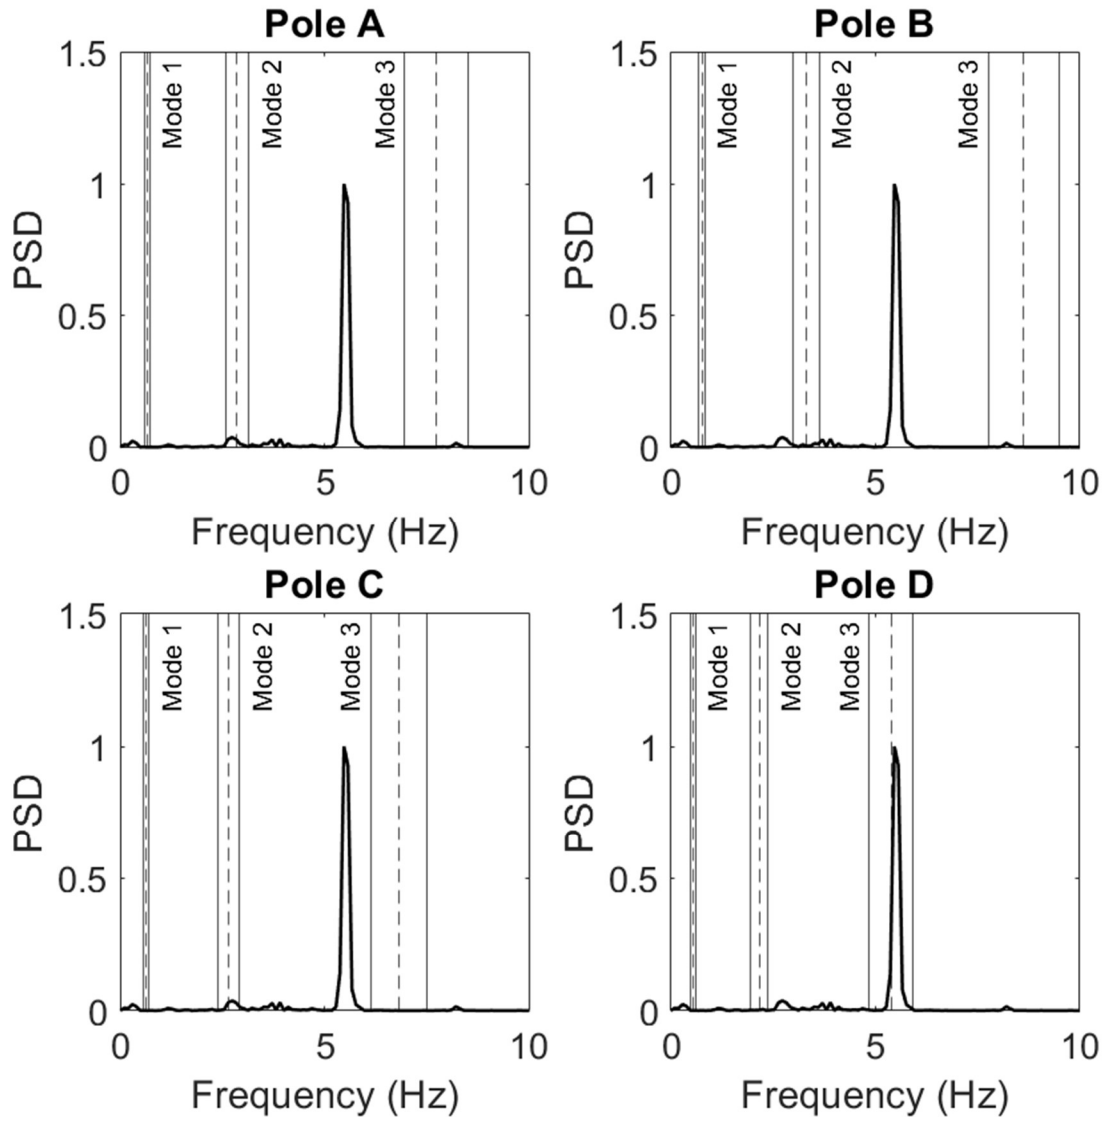 Pole A
1.5
1
0.5
0
PSD
Mode 1
Mode 2
Mode 3
0 5 10
Frequency (Hz)
Pole B
1.5
1
0.5
0
PSD
Mode 1
Mode 2
Mode 3
0 5 10
Frequency (Hz)
Pole C
1.5
1
0.5
0
PSD
Mode 1
Mode 2
Mode 3
0 5 10
Frequency (Hz)
Pole D
1.5
1
0.5
0
PSD
Mode 1
Mode 2
Mode 3
0 5 10
Frequency (Hz)